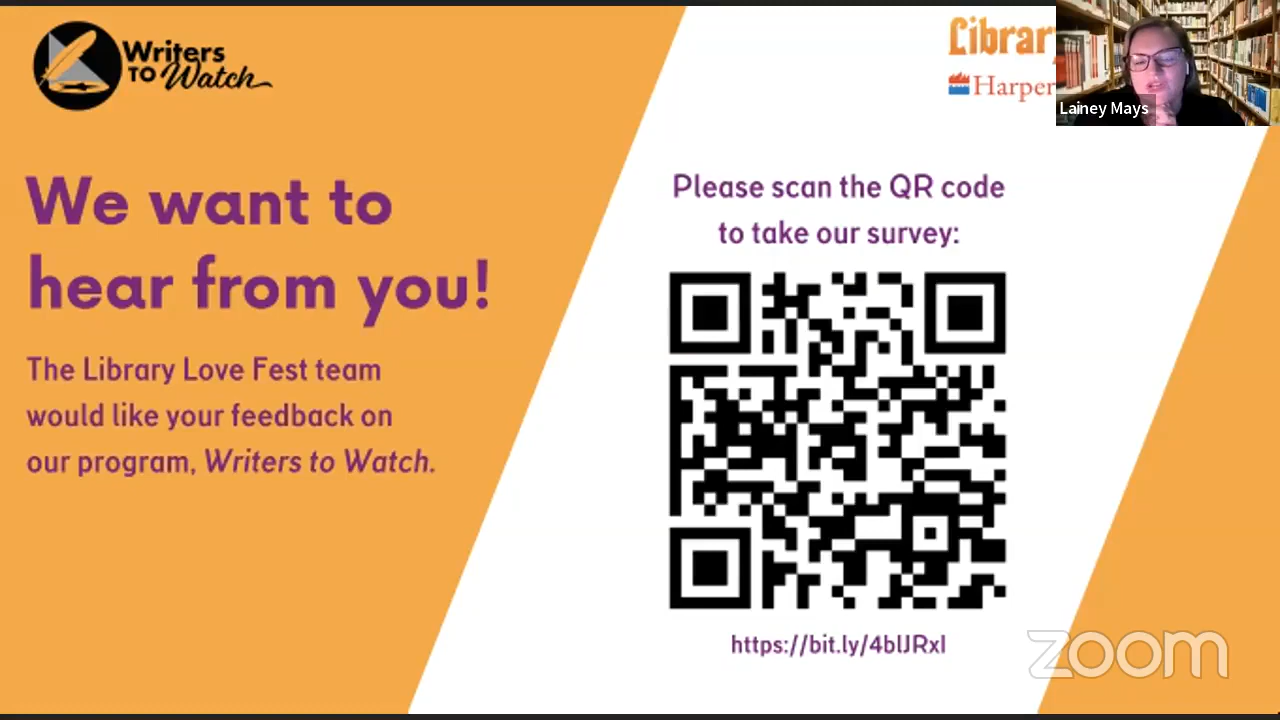 Writers
TO Watch
Library
Harper
Lainey Mays
We want to
hear from you!
The Library Love Fest team
would like your feedback on
our program, Writers to Watch.
Please scan the QR code
to take our survey:
https://bit.ly/4blJRxl
zoom